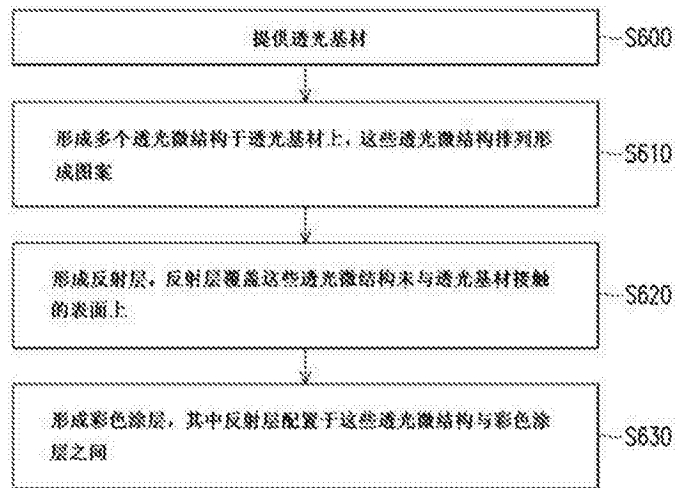 提供透光基材
S600
形成多个透光微结构于透光基材上，这些透光微结构排列形
成图案
S610
形成反射层，反射层覆盖这些透光微结构未与透光基材接触
的表面上
S620
形成彩色涂层，其中反射层配置于这些透光微结构与彩色涂
层之间
S630